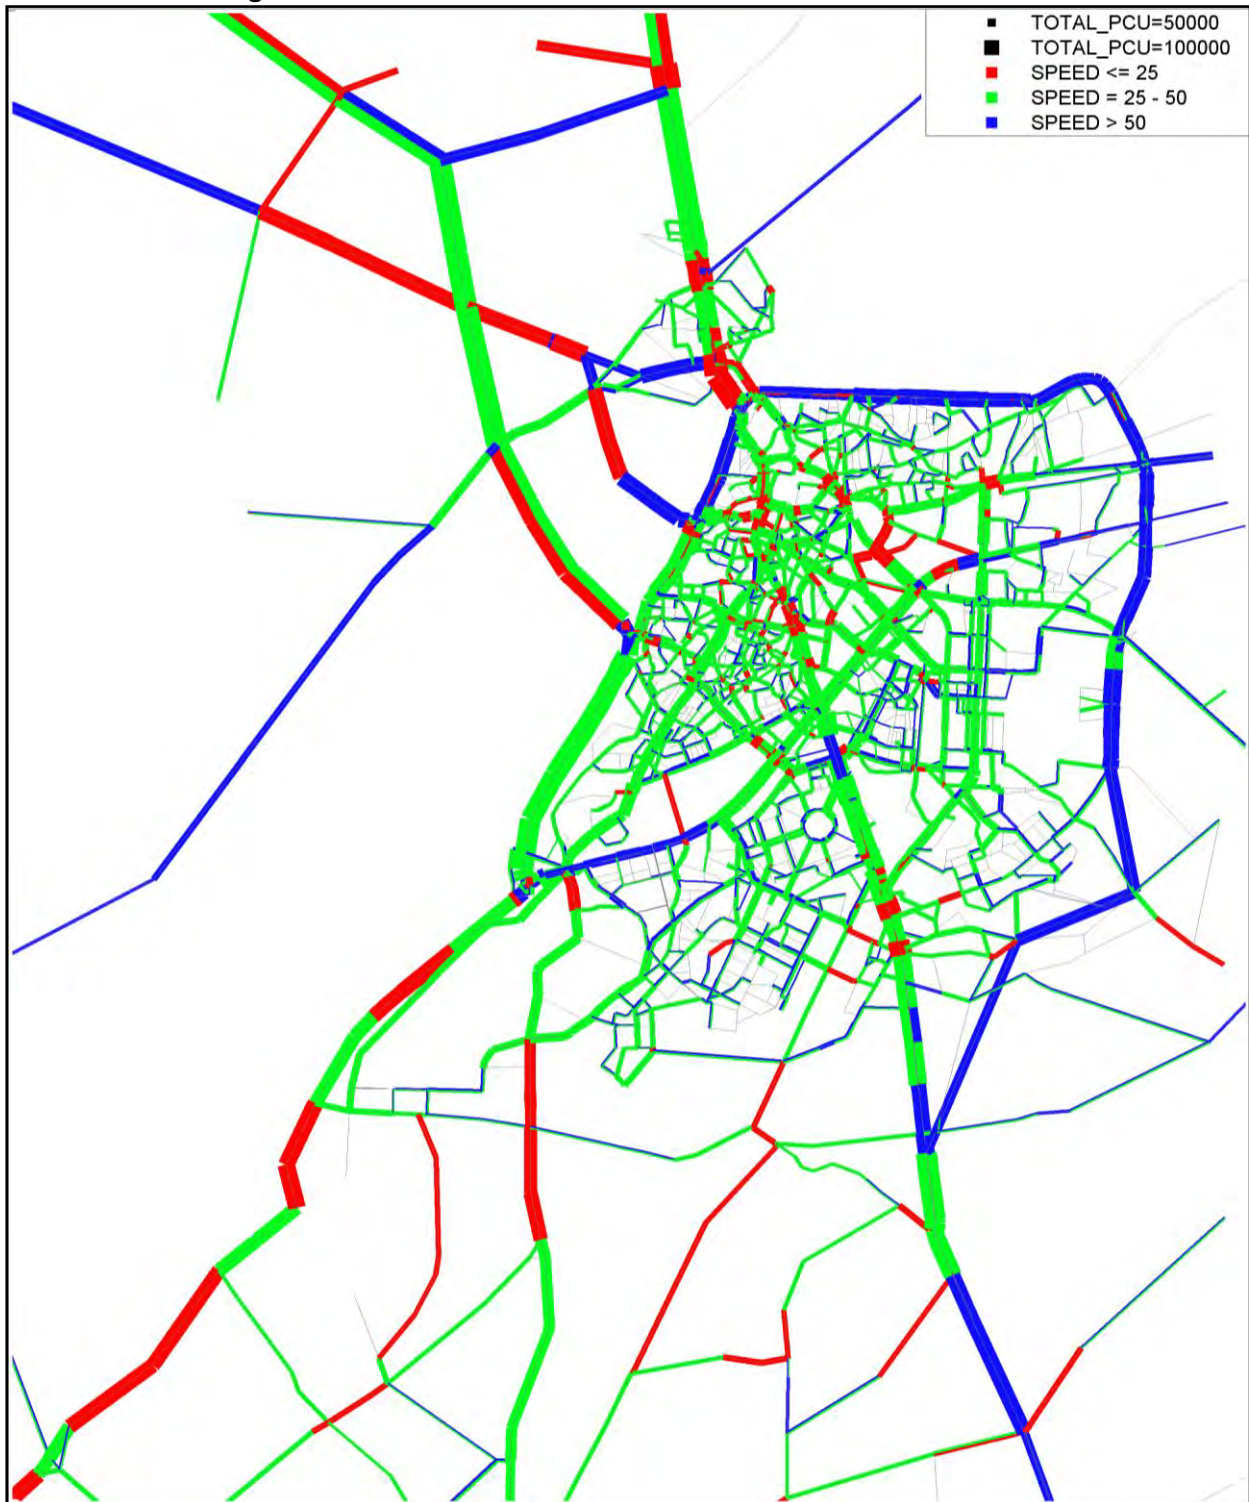 TOTAL_PCU=50000
TOTAL_PCU=100000
SPEED <= 25
SPEED = 25 - 50
SPEED > 50